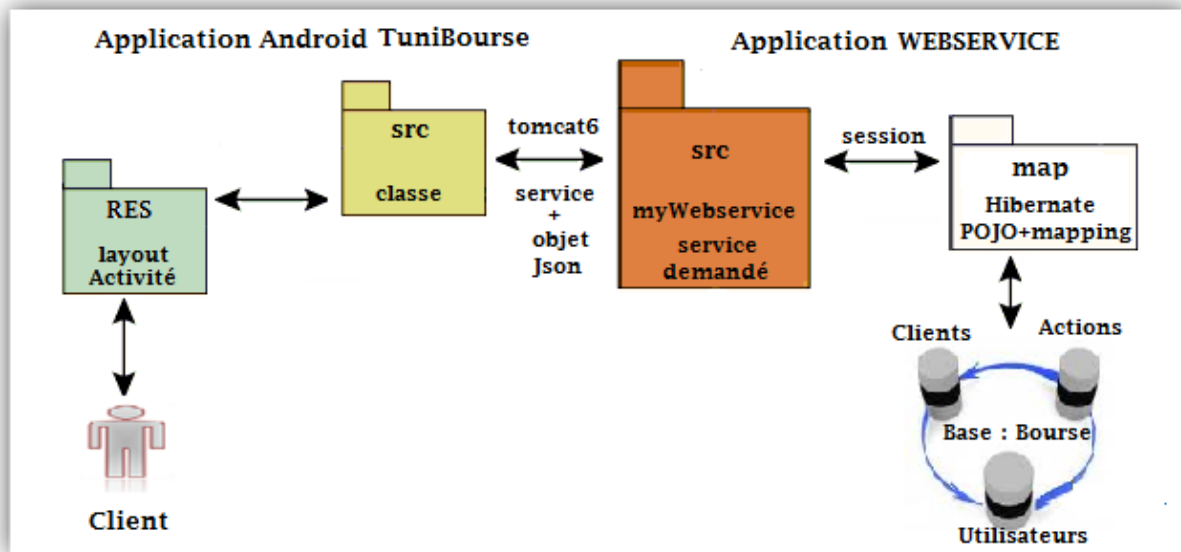 Application Android TuniBourse
Application WEBSERVICE
RES
layout
Activité
Client
src
classe
tomcat6
service
+
objet
Json
src
myWebservice
service
demandé
session
map
Hibernate
POJO+mapping
Clients
Actions
Base : Bourse
Utilisateurs